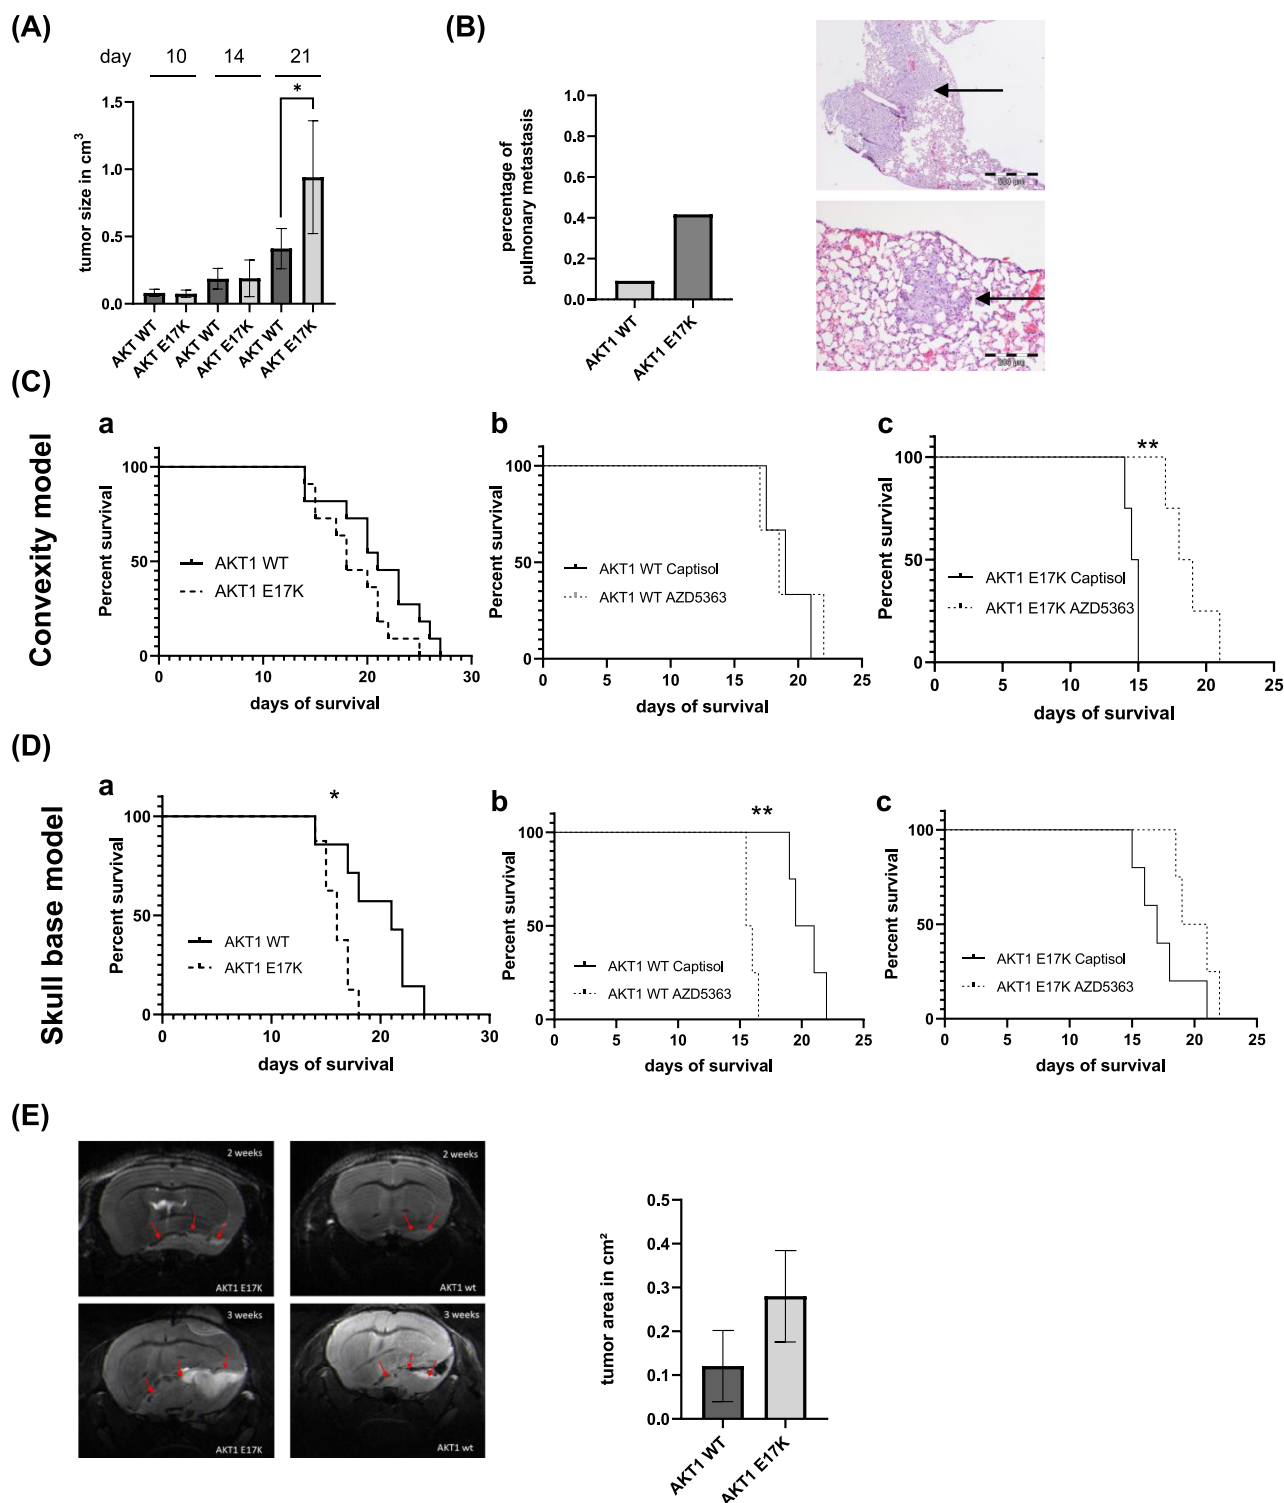 (A)
day 10 14 21
*
tumor size in cm³
1.5
1.0
0.5
0.0
AKT WT
AKT E17K
AKT WT
AKT E17K
AKT WT
AKT E17K
(B)
percentage of
pulmonary metastasis
1.0
0.8
0.6
0.4
0.2
0.0
AKT1 WT
AKT1 E17K
200 µm
(C)
Convexity model
a
Percent survival
100
50
0
AKT1 WT
AKT1 E17K
0 10 20 30
days of survival
b
Percent survival
100
50
0
AKT1 WT Captisol
AKT1 WT AZD5363
0 5 10 15 20 25
days of survival
c
**
Percent survival
100
50
0
AKT1 E17K Captisol
AKT1 E17K AZD5363
0 5 10 15 20 25
days of survival
(D)
Skull base model
a
*
Percent survival
100
50
0
AKT1 WT
AKT1 E17K
0 10 20 30
days of survival
b
**
Percent survival
100
50
0
AKT1 WT Captisol
AKT1 WT AZD5363
0 5 10 15 20 25
days of survival
c
Percent survival
100
50
0
AKT1 E17K Captisol
AKT1 E17K AZD5363
0 5 10 15 20 25
days of survival
(E)
2 weeks
AKT1 E17K
2 weeks
AKT1 wt
3 weeks
AKT1 E17K
3 weeks
AKT1 wt
tumor area in cm²
0.5
0.4
0.3
0.2
0.1
0.0
AKT1 WT
AKT1 E17K